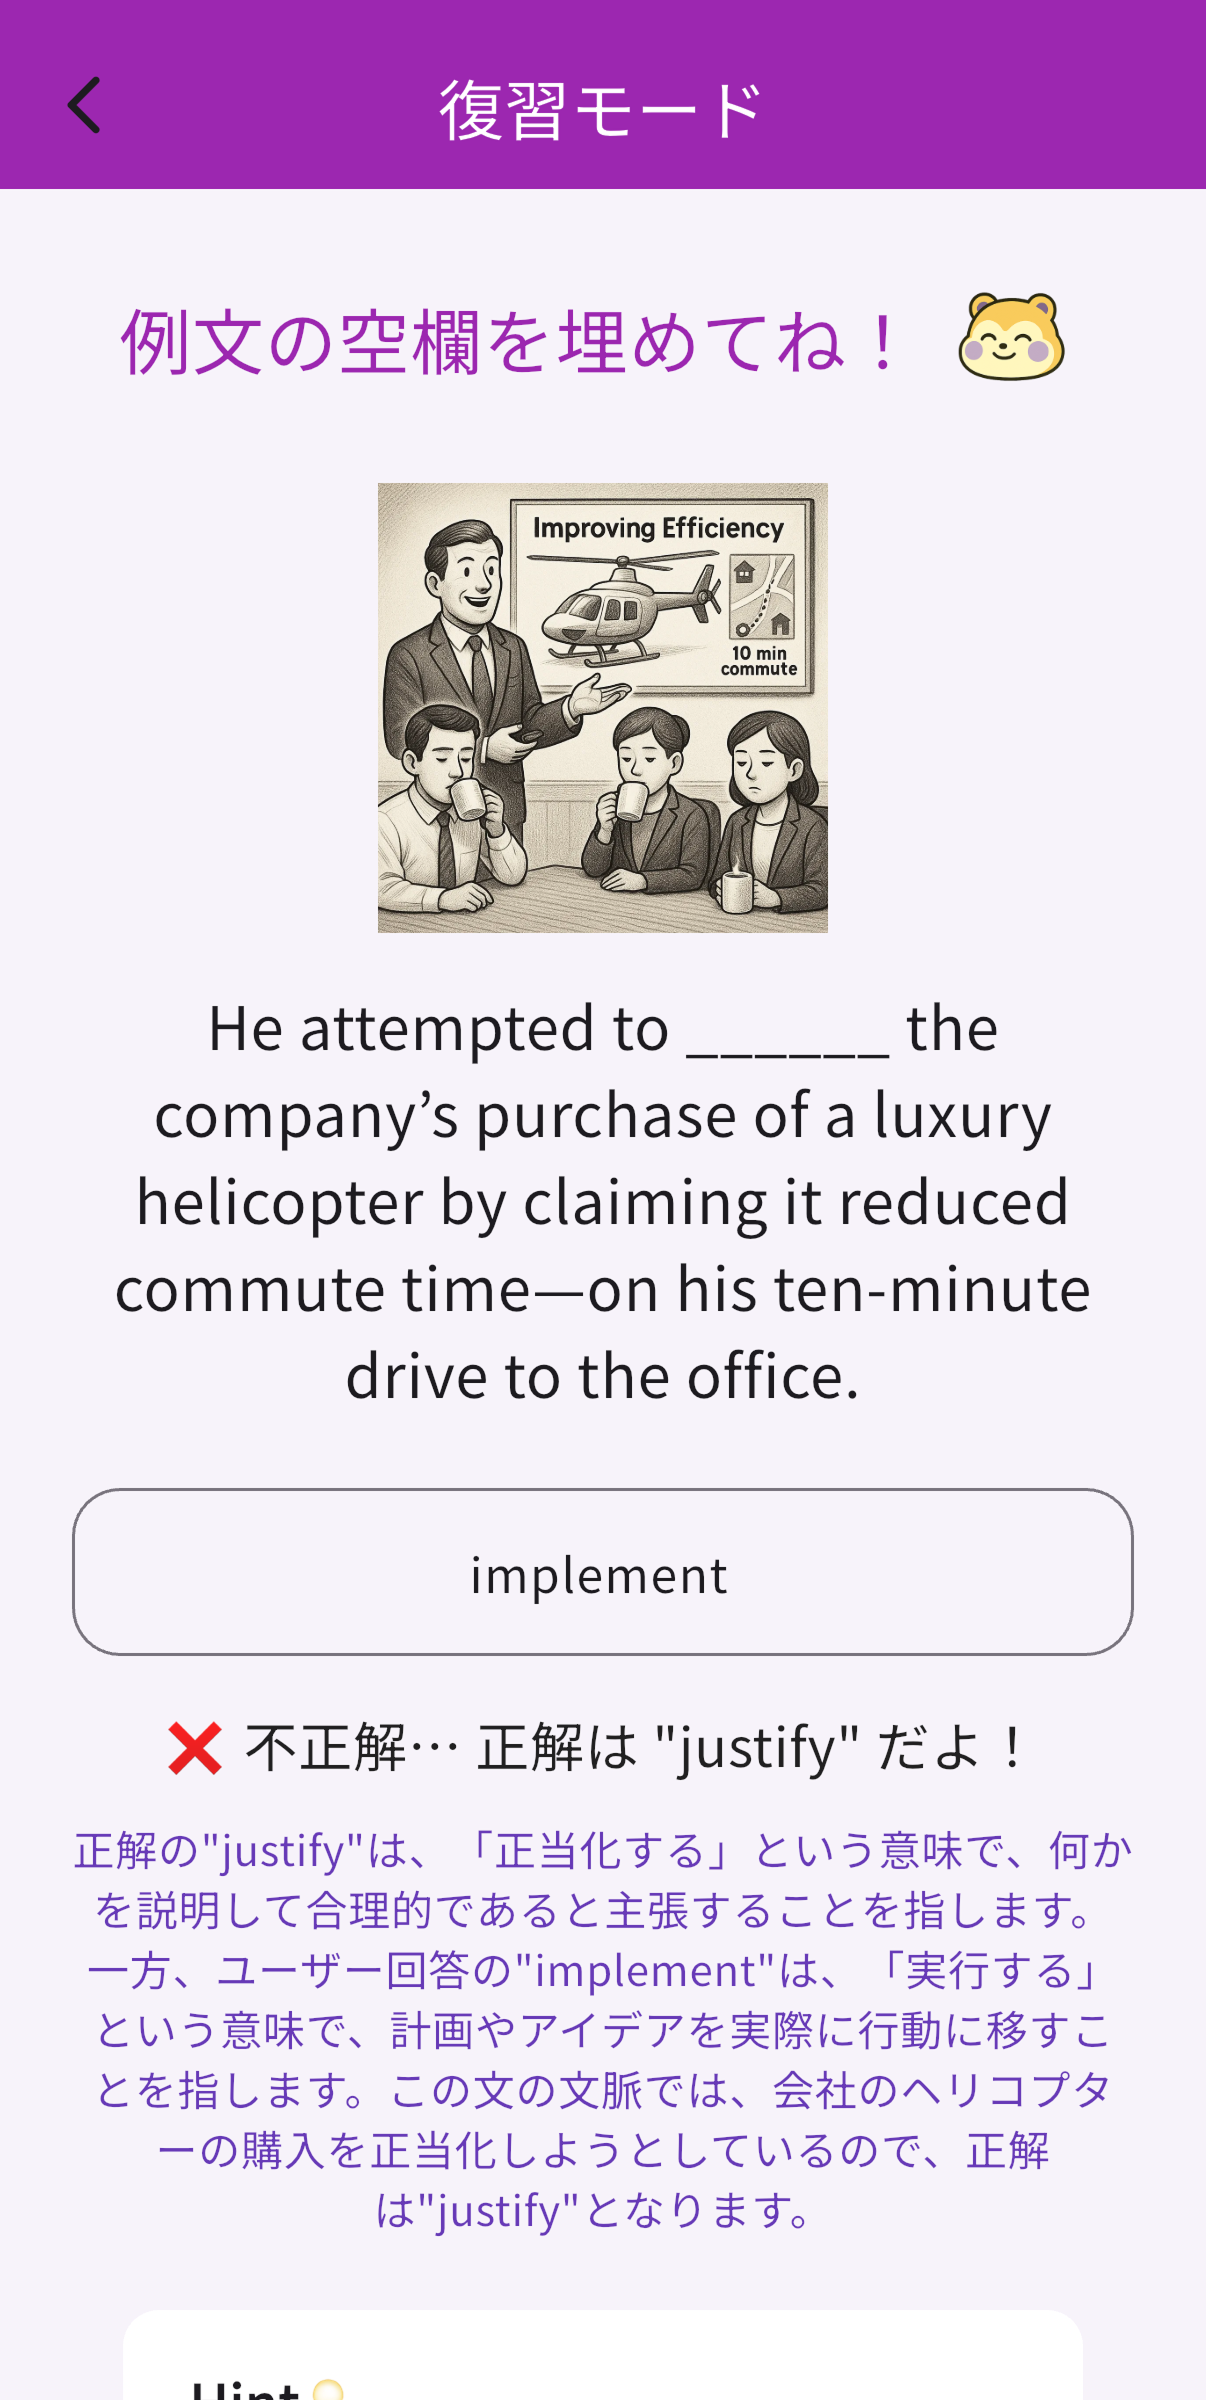 復習モード
例文の空欄を埋めてね！
Improving Efficiency
10 min
commute
He attempted to ______ the
company’s purchase of a luxury
helicopter by claiming it reduced
commute time—on his ten-minute
drive to the office.
implement
❌ 不正解… 正解は "justify" だよ！
正解の"justify"は、「正当化する」という意味で、何か
を説明して合理的であると主張することを指します。
一方、ユーザー回答の"implement"は、「実行する」
という意味で、計画やアイデアを実際に行動に移すこ
とを指します。この文の文脈では、会社のヘリコプタ
ーの購入を正当化しようとしているので、正解
は"justify"となります。
Hint